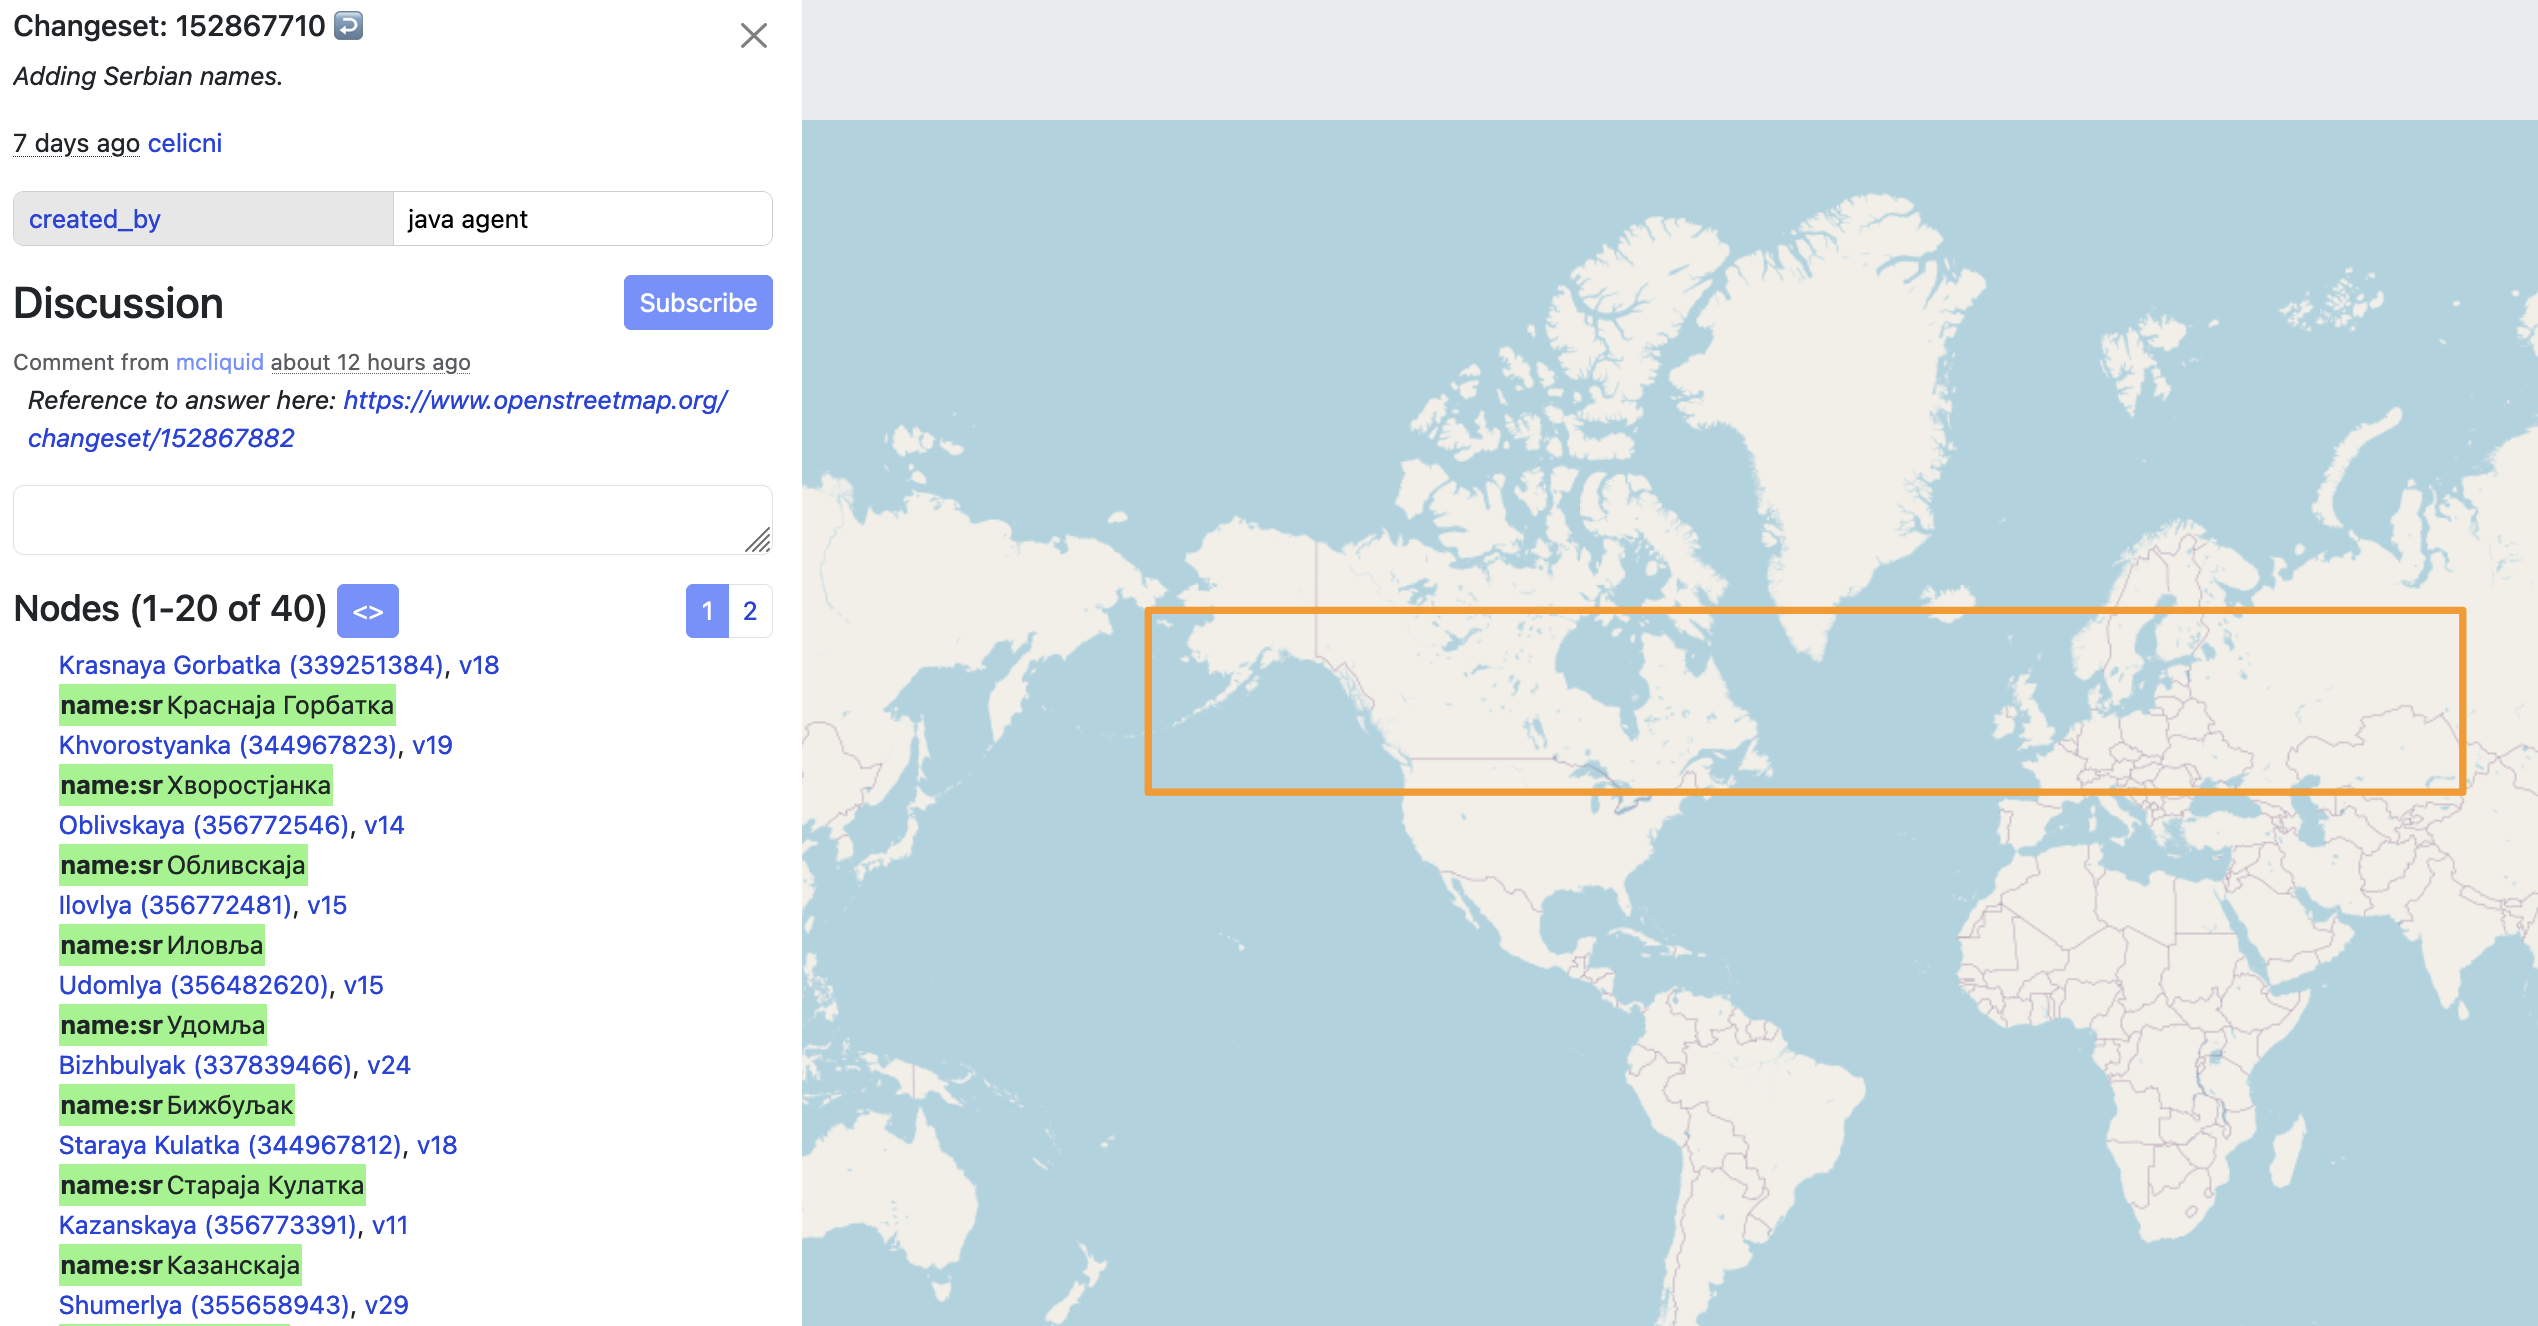 Changeset: 152867710
Adding Serbian names.
7 days ago celicni
created_by java agent
Discussion
Subscribe
Comment from mcliquid about 12 hours ago
Reference to answer here: https://www.openstreetmap.org/
changeset/152867882
Nodes (1-20 of 40) <> 1 2
Krasnaya Gorbatka (339251384), v18
name:sr Краснаја Горбатка
Khvorostyanka (344967823), v19
name:sr Хворостјанка
Oblivskaya (356772546), v14
name:sr Обливскаја
Ilovlya (356772481), v15
name:sr Иловља
Udomlya (356482620), v15
name:sr Удомља
Bizhbulyak (337839466), v24
name:sr Бижбуљак
Staraya Kulatka (344967812), v18
name:sr Стараја Кулатка
Kazanskaya (356773391), v11
name:sr Казанскаја
Shumerlya (355658943), v29